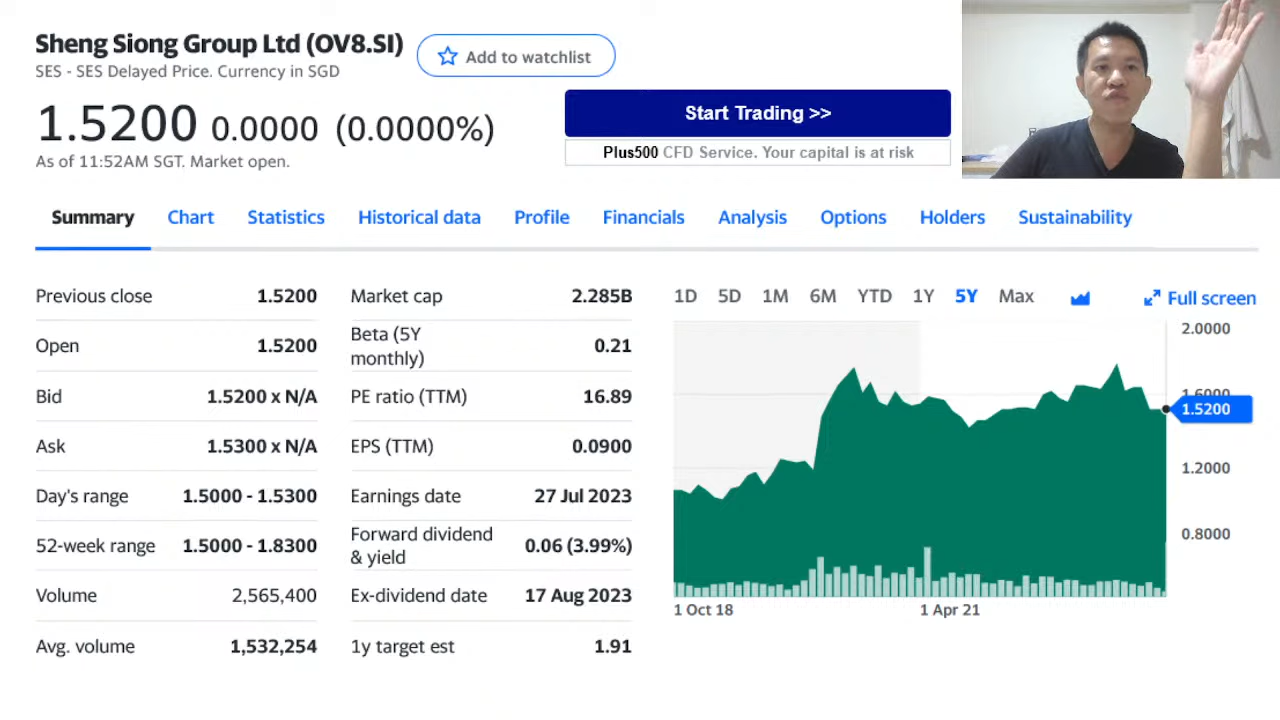 Sheng Siong Group Ltd (OV8.SI)
Add to watchlist
SES - SES Delayed Price. Currency in SGD
1.5200 0.0000 (0.0000%)
As of 11:52AM SGT. Market open.
Start Trading >>
Plus500 CFD Service. Your capital is at risk
Summary Chart Statistics Historical data Profile Financials Analysis Options Holders Sustainability
Previous close 1.5200
Open 1.5200
Bid 1.5200 x N/A
Ask 1.5300 x N/A
Day's range 1.5000 - 1.5300
52-week range 1.5000 - 1.8300
Volume 2,565,400
Avg. volume 1,532,254
Market cap 2.285B
Beta (5Y
monthly) 0.21
PE ratio (TTM) 16.89
EPS (TTM) 0.0900
Earnings date 27 Jul 2023
Forward dividend
& yield 0.06 (3.99%)
Ex-dividend date 17 Aug 2023
1y target est 1.91
1D 5D 1M 6M YTD 1Y 5Y Max Full screen
2.0000
1.6000
1.5200
1.2000
0.8000
1 Oct 18 1 Apr 21